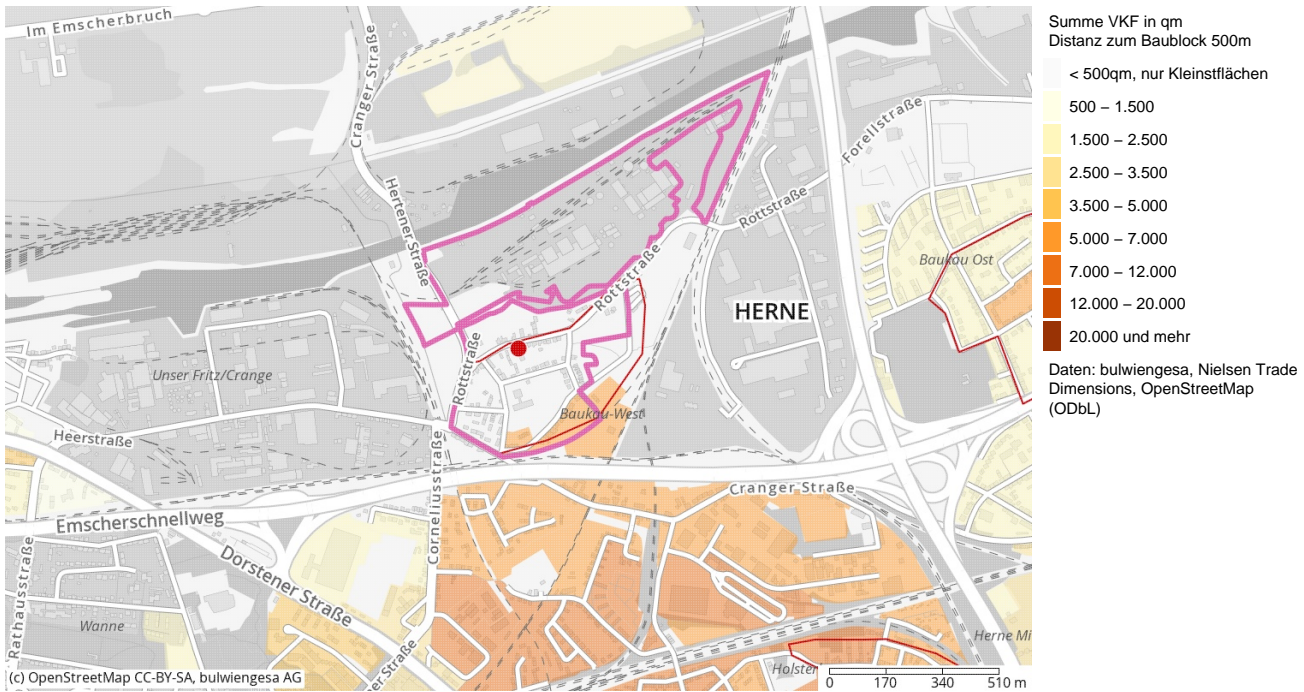 Im Emscherbruch
Cranger Straße
Hertener Straße
Forellstraße
Rottstraße
Rottstraße
Baukau Ost
HERNE
Rottstraße
Unser Fritz/Crange
Baukau-West
Heerstraße
Corneliusstraße
Cranger Straße
Emscherschnellweg
Dorstener Straße
Rathausstraße
Wanne
Herne Mi
Holster
(c) OpenStreetMap CC-BY-SA, bulwiengesa AG
ner Straße
0 170 340 510 m
Summe VKF in qm
Distanz zum Baublock 500m
< 500qm, nur Kleinstflächen
500 – 1.500
1.500 – 2.500
2.500 – 3.500
3.500 – 5.000
5.000 – 7.000
7.000 – 12.000
12.000 – 20.000
20.000 und mehr
Daten: bulwiengesa, Nielsen Trade
Dimensions, OpenStreetMap
(ODbL)